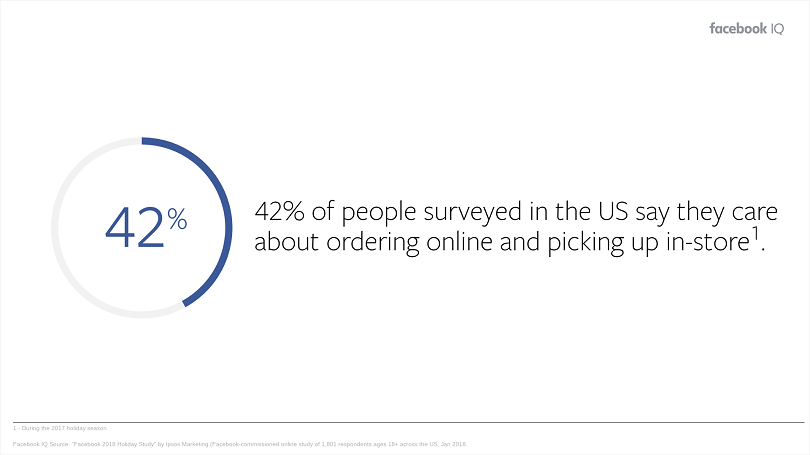 facebook IQ
42%
42% of people surveyed in the US say they care
about ordering online and picking up in-store1.
1 - During the 2017 holiday season
Facebook IQ Source: "Facebook 2018 Holiday Study" by Ipsos Marketing (Facebook-commissioned online study of 1,801 respondents ages 18+ across the US, Jan 2018.